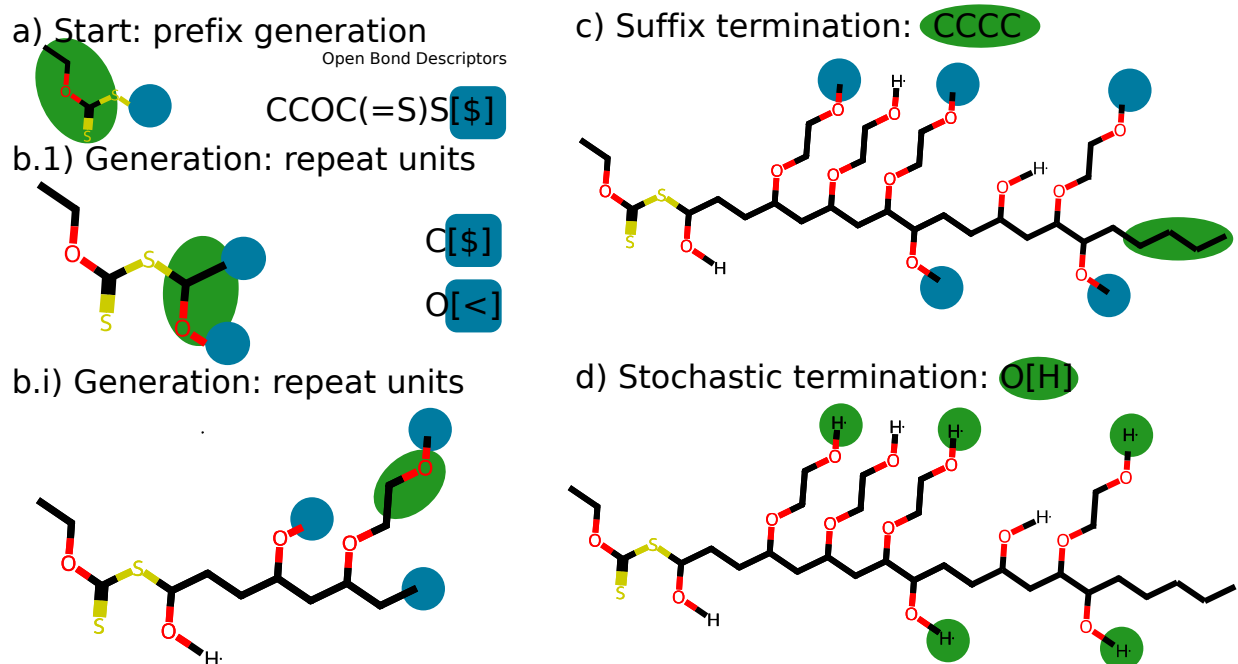 a) Start: prefix generation
Open Bond Descriptors
CCOC(=S)S[$]
O
S
S
b.1) Generation: repeat units
C[$]
O[<]
O
S
S
O
b.i) Generation: repeat units
O
S
S
O
H·
O
O
O
c) Suffix termination: CCCC
O
S
S
O
H
O
O
O
O
H·
O
O
O
O
H·
O
O
O
d) Stochastic termination: O[H]
O
S
S
O
H
O
O
H·
O
O
H·
O
O
H·
O
H·
O
H·
O
O
H·
O
H·